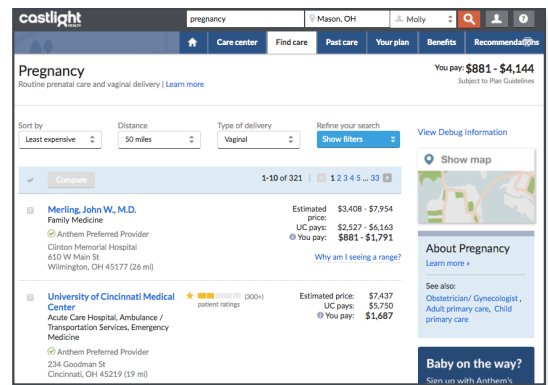 castlight
HEALTH
pregnancy
Mason, OH
Molly
?
Care center
Find care
Past care
Your plan
Benefits
Recommendations
Pregnancy
Routine prenatal care and vaginal delivery | Learn more
You pay: $881 - $4,144
Subject to Plan Guidelines
Sort by
Least expensive
Distance
50 miles
Type of delivery
Vaginal
Refine your search
Show filters
View Debug Information
Compare
1-10 of 321 | 1 2 3 4 5 ... 33
Show map
Merling, John W., M.D.
Family Medicine
Anthem Preferred Provider
Clinton Memorial Hospital
610 W Main St
Wilmington, OH 45177 (26 mi)
Estimated price: $3,408 - $7,954
UC pays: $2,527 - $6,163
You pay: $881 - $1,791
Why am I seeing a range?
About Pregnancy
Learn more »
See also:
Obstetrician/ Gynecologist ,
Adult primary care, Child
primary care
University of Cincinnati Medical
Center
Acute Care Hospital, Ambulance /
Transportation Services, Emergency
Medicine
Anthem Preferred Provider
234 Goodman St
Cincinnati, OH 45219 (19 mi)
(300+)
patient ratings
Estimated price: $7,437
UC pays: $5,750
You pay: $1,687
Baby on the way?
Sign up with Anthem's